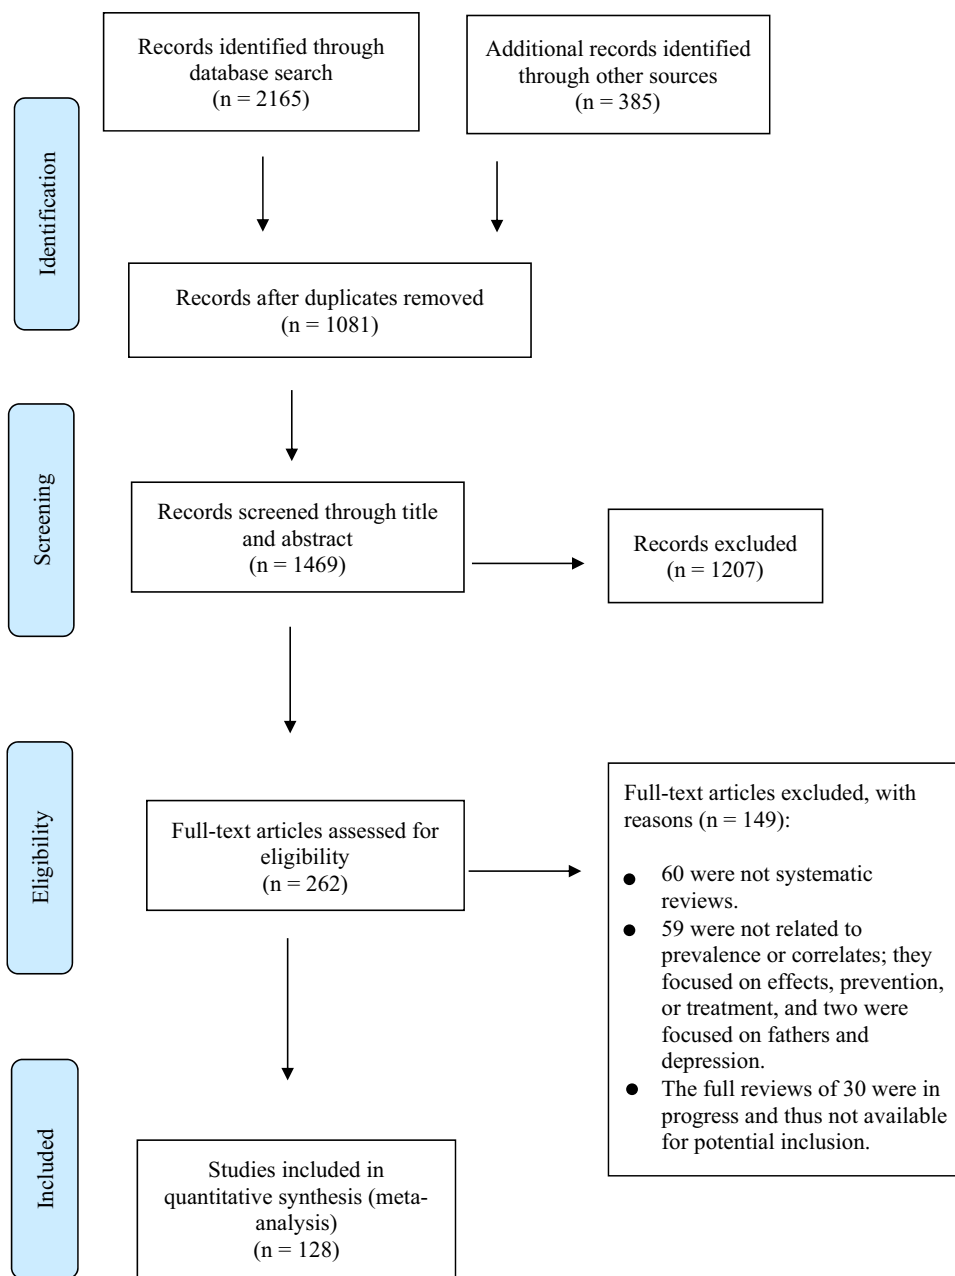 Records identified through
database search
(n = 2165)
Additional records identified
through other sources
(n = 385)
Identification
Records after duplicates removed
(n = 1081)
Screening
Records screened through title
and abstract
(n = 1469)
Records excluded
(n = 1207)
Eligibility
Full-text articles assessed for
eligibility
(n = 262)
Full-text articles excluded, with
reasons (n = 149):
● 60 were not systematic
reviews.
● 59 were not related to
prevalence or correlates; they
focused on effects, prevention,
or treatment, and two were
focused on fathers and
depression.
● The full reviews of 30 were in
progress and thus not available
for potential inclusion.
Included
Studies included in
quantitative synthesis (meta-
analysis)
(n = 128)